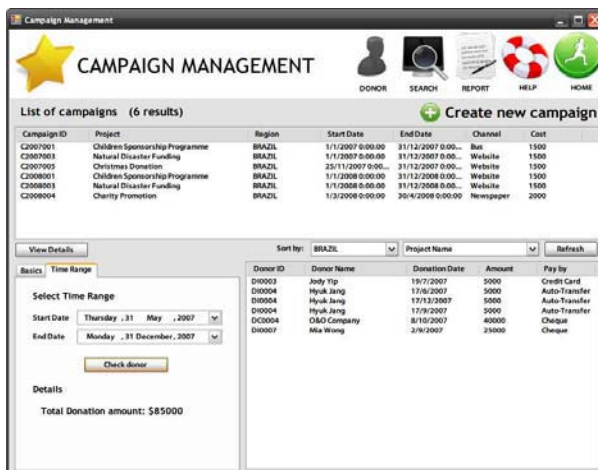 Campaign Management
CAMPAIGN MANAGEMENT
DONOR SEARCH REPORT HELP HOME
List of campaigns (6 results) Create new campaign
Campaign ID Project Region Start Date End Date Channel Cost
C2007001 Children Sponsorship Programme BRAZIL 1/1/2007 0:00:00 31/12/2007 0:00... Bus 1500
C2007003 Natural Disaster Funding BRAZIL 1/1/2007 0:00:00 31/12/2007 0:00... Website 1500
C2007005 Christmas Donation BRAZIL 25/11/2007 0:00... 31/12/2007 0:00... Website 1500
C2008001 Children Sponsorship Programme BRAZIL 1/1/2008 0:00:00 31/12/2008 0:00... Website 1500
C2008003 Natural Disaster Funding BRAZIL 1/1/2008 0:00:00 31/12/2008 0:00... Website 1500
C2008004 Charity Promotion BRAZIL 1/3/2008 0:00:00 30/4/2008 0:00:00 Newspaper 2000
View Details Sort by: BRAZIL Project Name Refresh
Basics Time Range
Select Time Range
Start Date Thursday , 31 May , 2007
End Date Monday , 31 December, 2007
Check donor
Details
Total Donation amount: $85000
Donor ID Donor Name Donation Date Amount Pay by
DI0003 Jody Yip 19/7/2007 5000 Credit Card
DI0004 Hyuk Jang 17/6/2007 5000 Auto-Transfer
DI0004 Hyuk Jang 17/12/2007 5000 Auto-Transfer
DI0004 Hyuk Jang 17/9/2007 5000 Auto-Transfer
DC0004 O&O Company 8/10/2007 40000 Cheque
DI0007 Mia Wong 2/9/2007 25000 Cheque